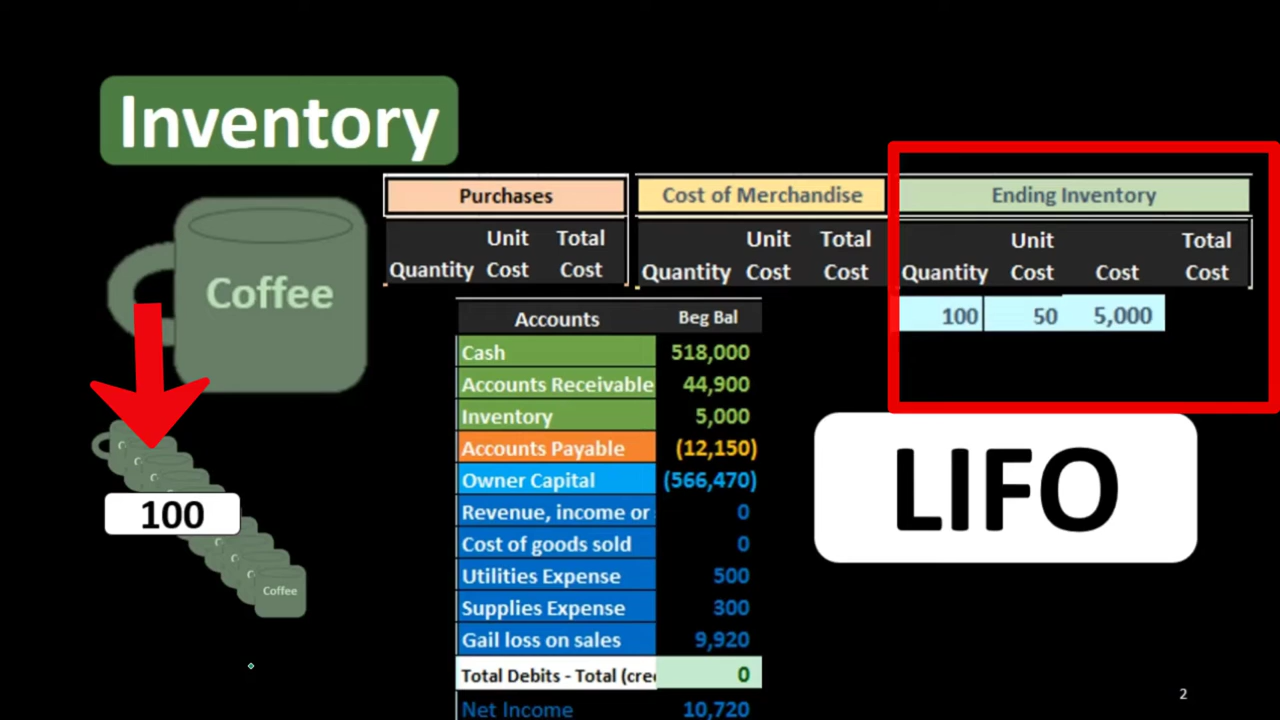 Inventory
Coffee
100
Coffee
Purchases
Quantity Unit Cost Total Cost
Cost of Merchandise
Quantity Unit Cost Total Cost
Ending Inventory
Quantity Unit Cost Cost Total Cost
100 50 5,000
Accounts Beg Bal
Cash 518,000
Accounts Receivable 44,900
Inventory 5,000
Accounts Payable (12,150)
Owner Capital (566,470)
Revenue, income or 0
Cost of goods sold 0
Utilities Expense 500
Supplies Expense 300
Gail loss on sales 9,920
Total Debits - Total (cre 0
Net Income 10,720
LIFO
2